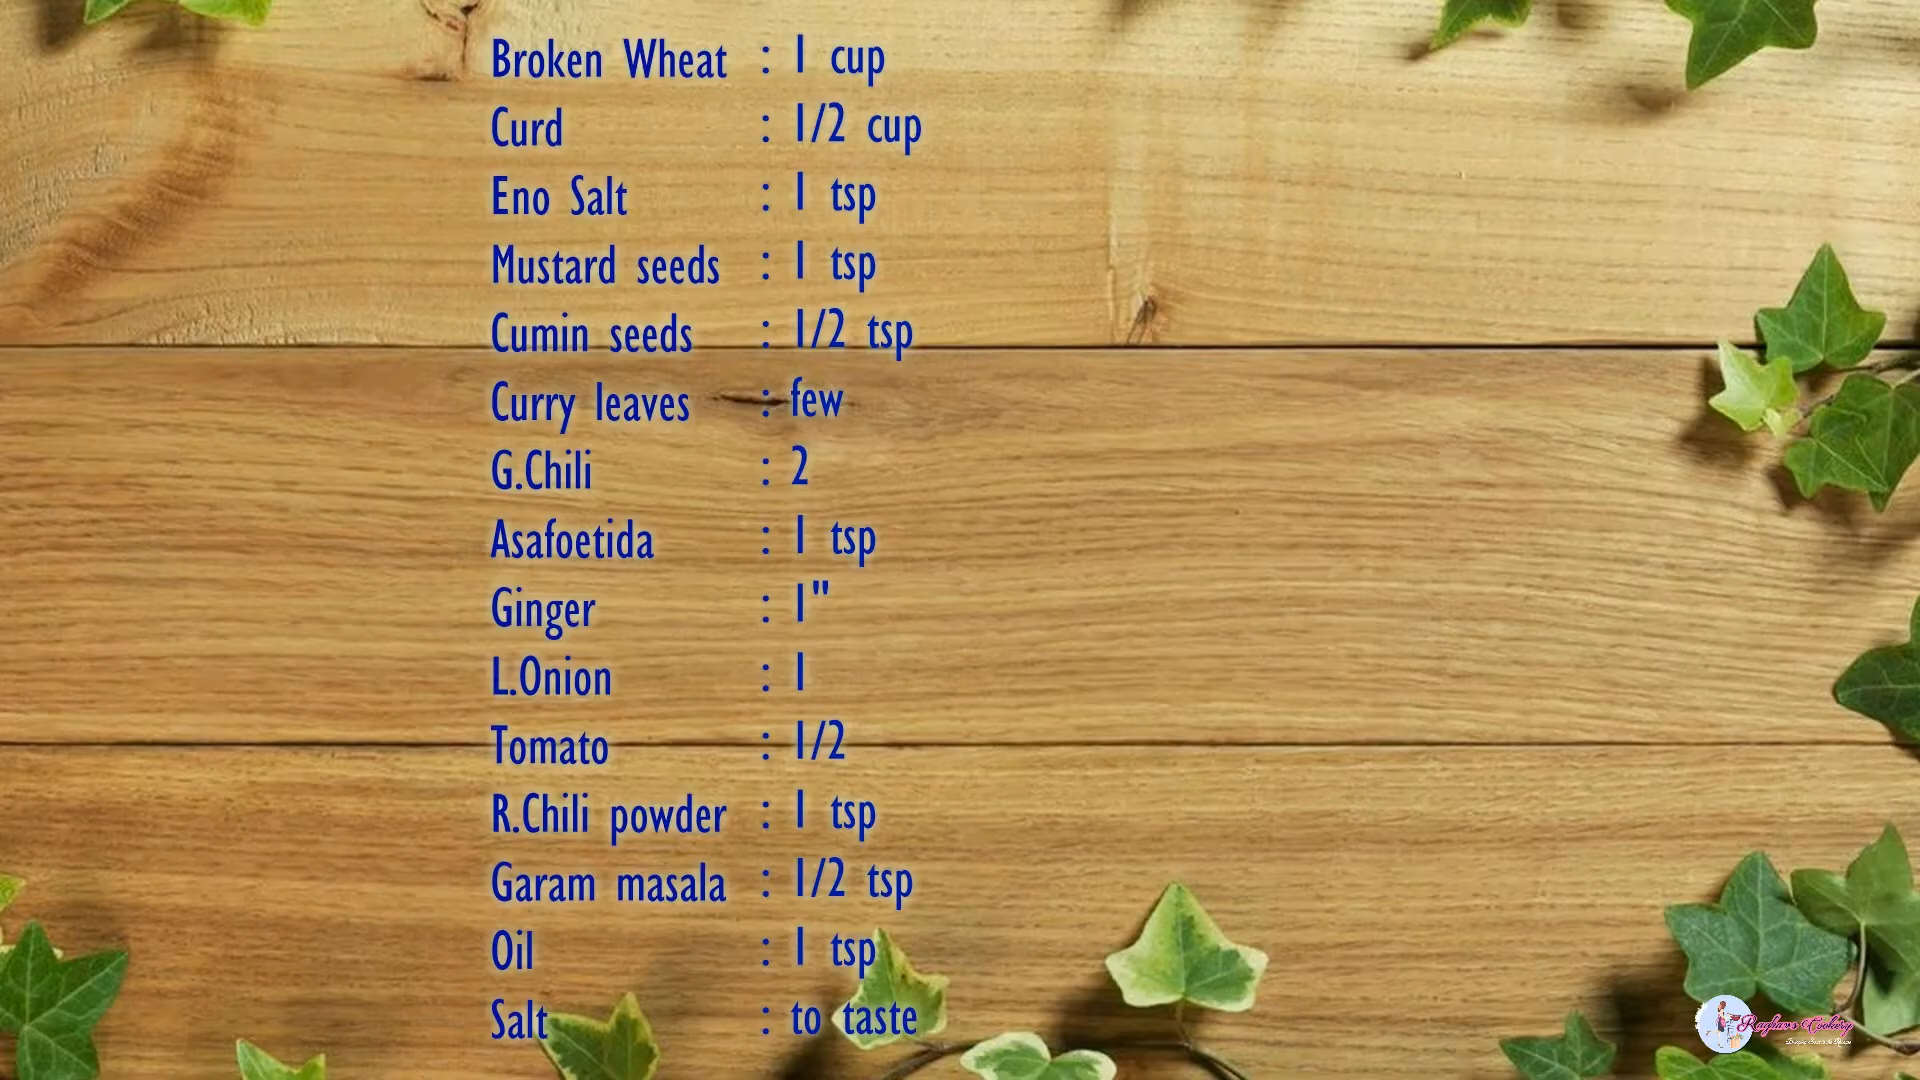 Broken Wheat : 1 cup
Curd : 1/2 cup
Eno Salt : 1 tsp
Mustard seeds : 1 tsp
Cumin seeds : 1/2 tsp
Curry leaves : few
G.Chili : 2
Asafoetida : 1 tsp
Ginger : 1"
L.Onion : 1
Tomato : 1/2
R.Chili powder : 1 tsp
Garam masala : 1/2 tsp
Oil : 1 tsp
Salt : to taste
Raghavs Cookery